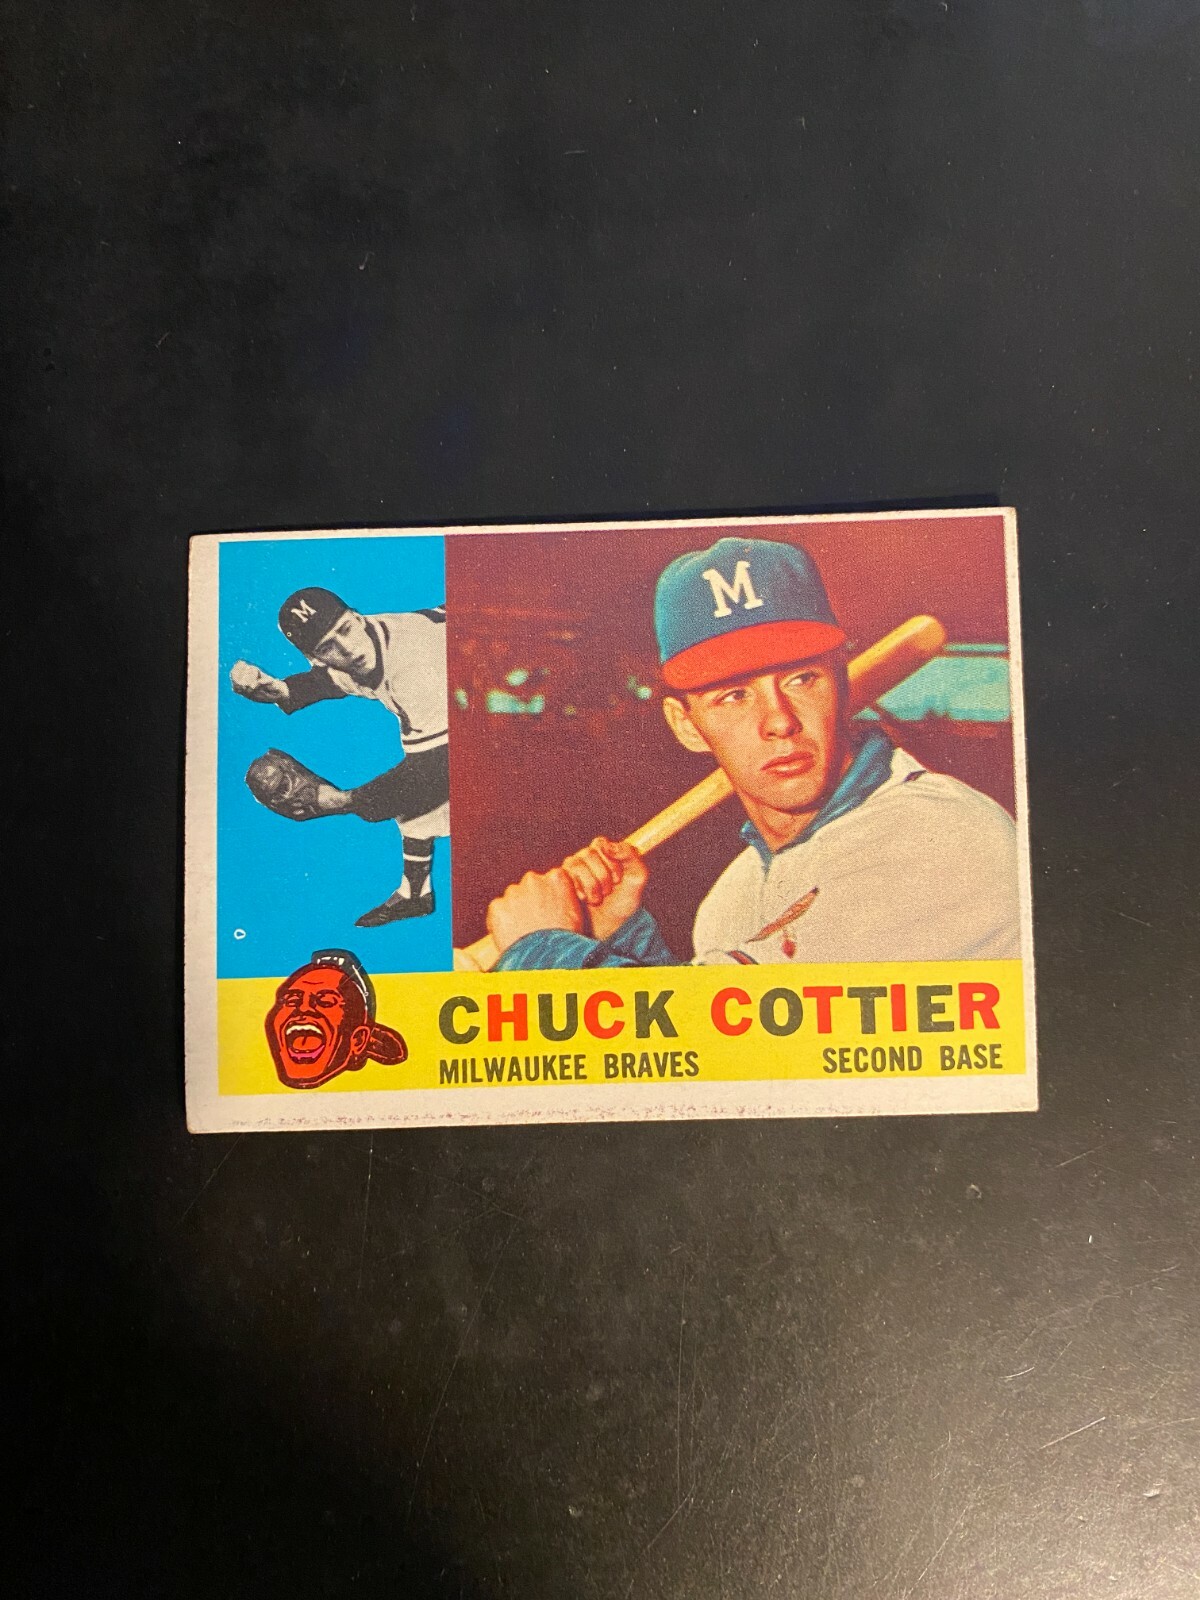 M
M
CHUCK COTTIER
MILWAUKEE BRAVES SECOND BASE